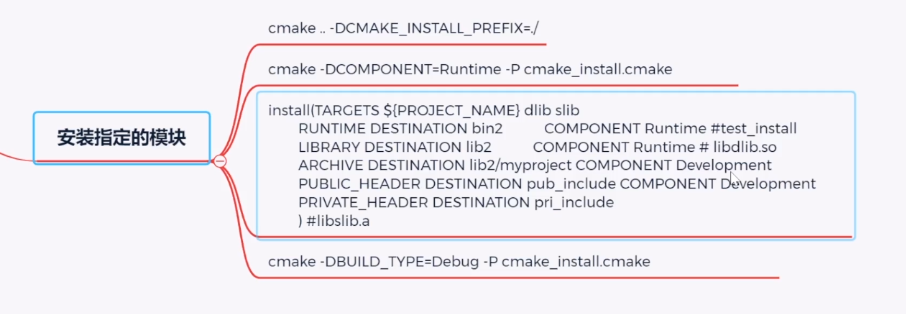 安装指定的模块
cmake .. -DCMAKE_INSTALL_PREFIX=./
cmake -DCOMPONENT=Runtime -P cmake_install.cmake
install(TARGETS ${PROJECT_NAME} dlib slib
RUNTIME DESTINATION bin2 COMPONENT Runtime #test_install
LIBRARY DESTINATION lib2 COMPONENT Runtime # libdlib.so
ARCHIVE DESTINATION lib2/myproject COMPONENT Development
PUBLIC_HEADER DESTINATION pub_include COMPONENT Development
PRIVATE_HEADER DESTINATION pri_include
) #libslib.a
cmake -DBUILD_TYPE=Debug -P cmake_install.cmake